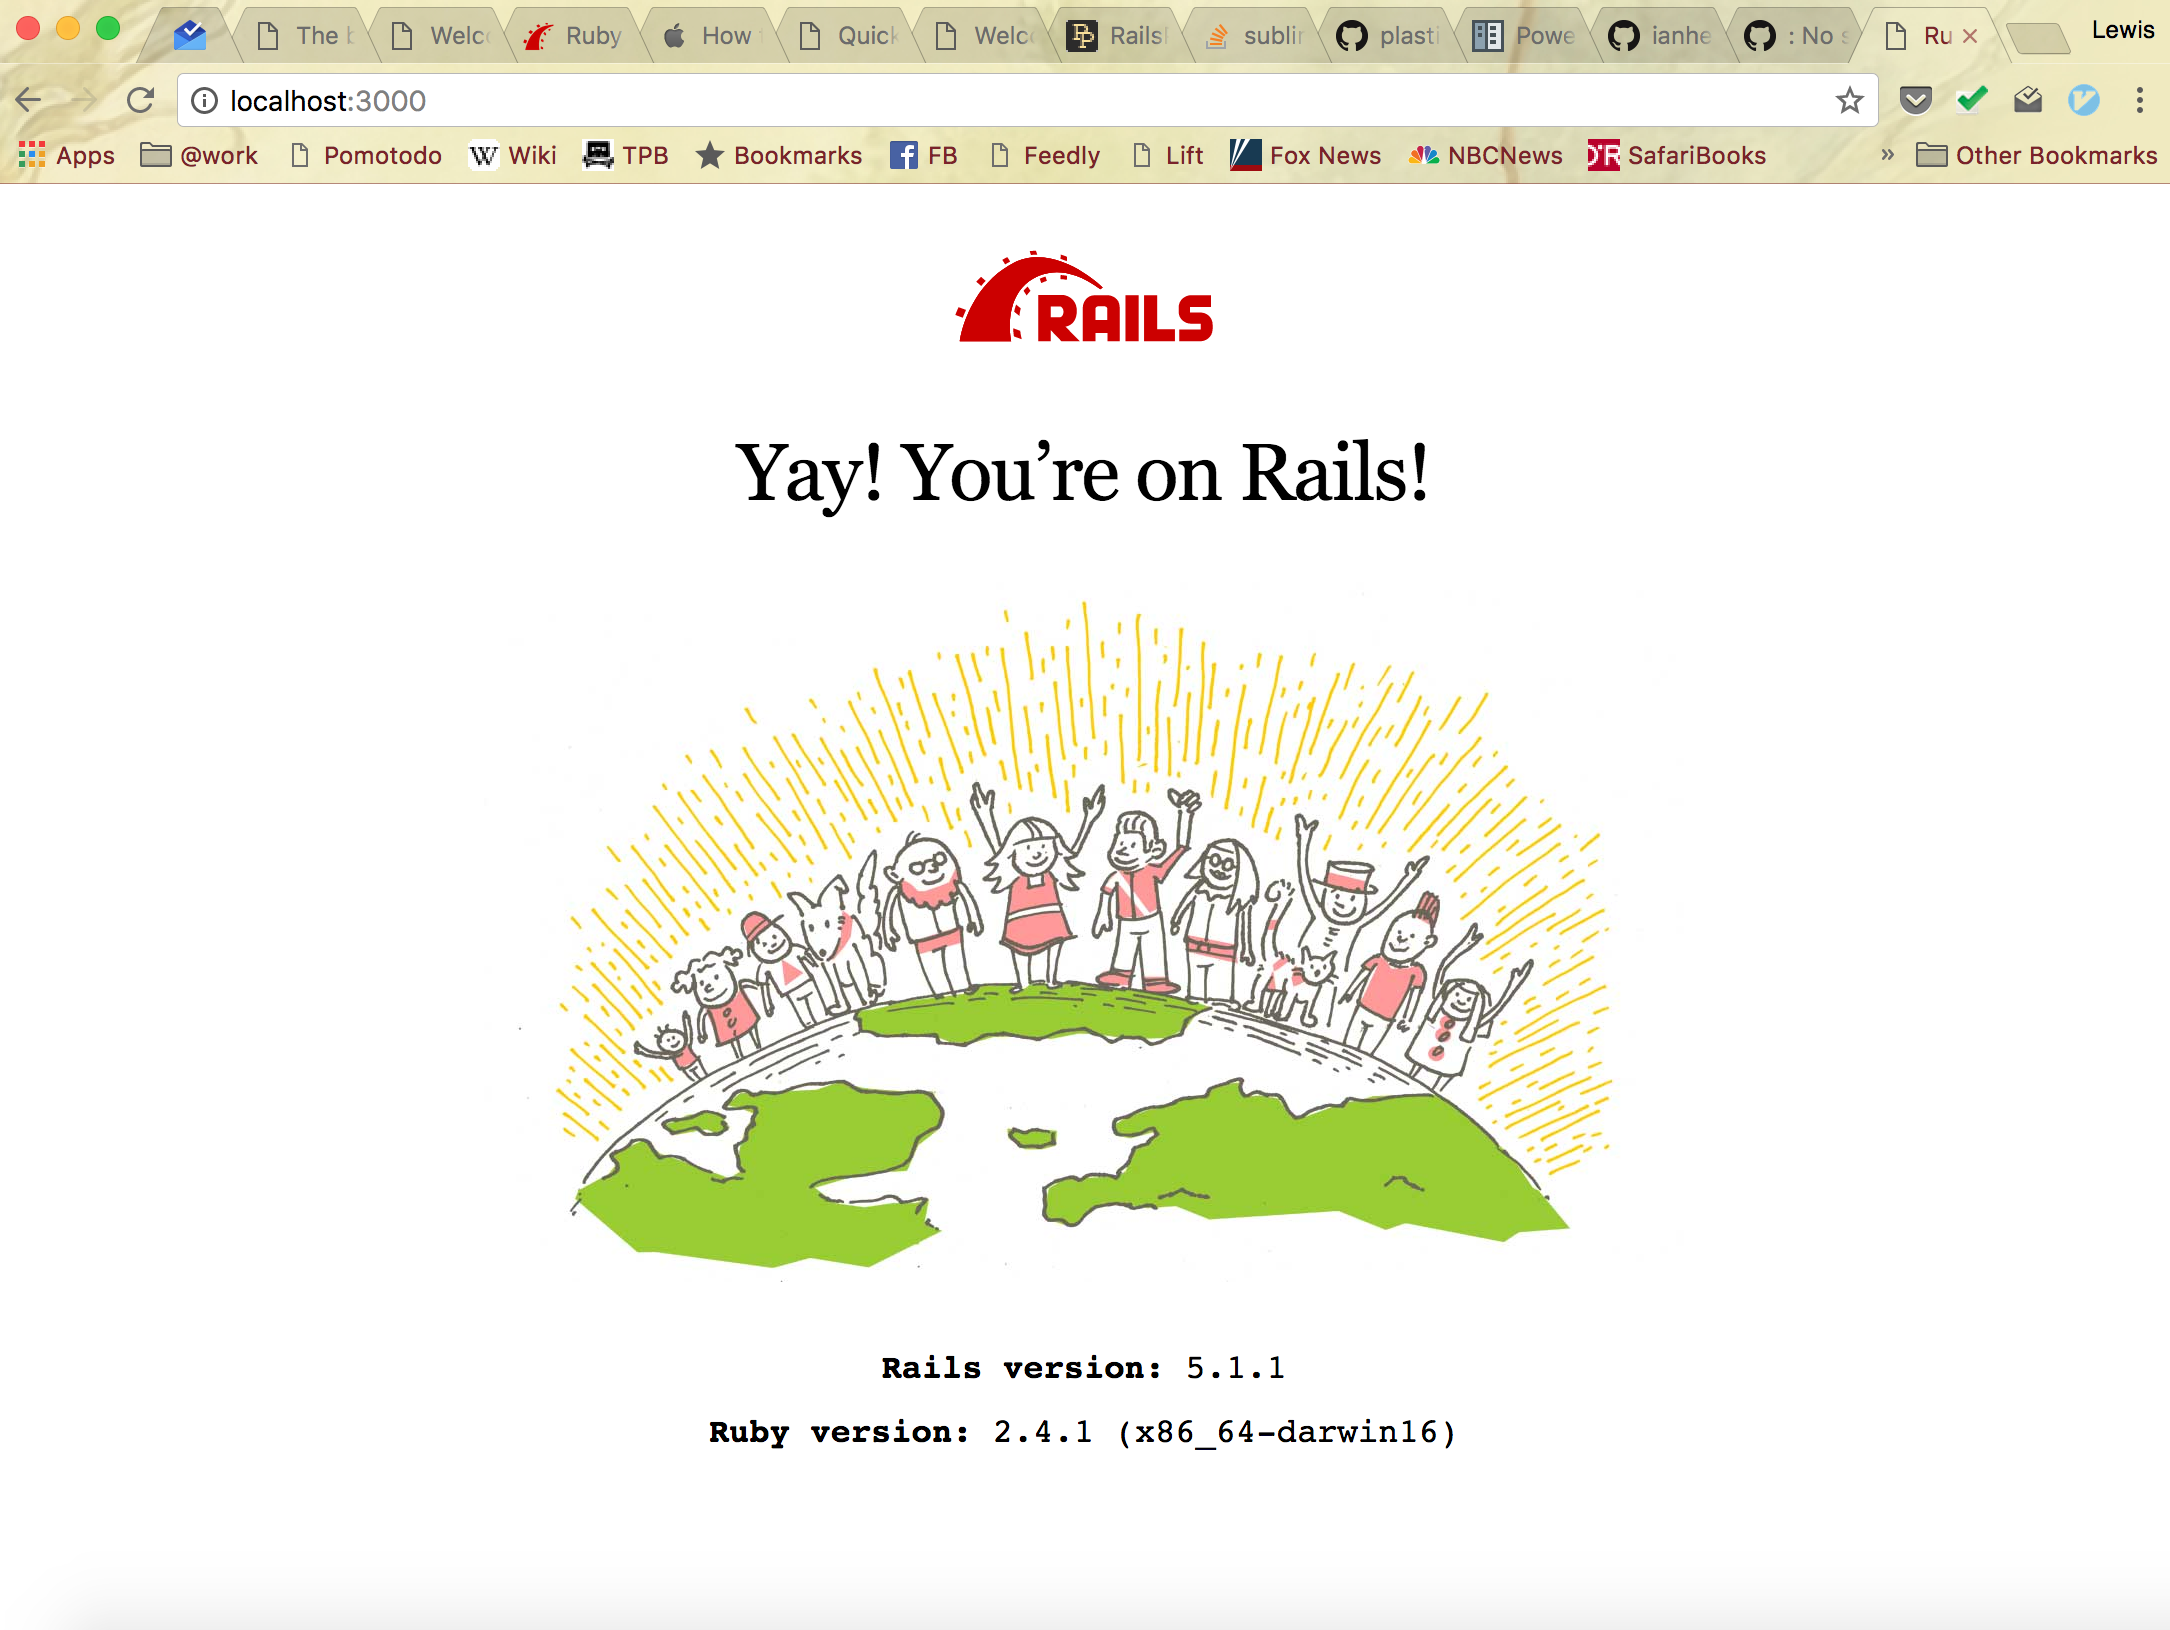 The Welc Ruby How Quick Welc Rails sublim plasti Powe ianhe : No s Ru Lewis
localhost:3000
Apps @work Pomotodo W Wiki TPB Bookmarks FB Feedly Lift Fox News NBCNews SafariBooks » Other Bookmarks
RAILS
Yay! You’re on Rails!
Rails version: 5.1.1
Ruby version: 2.4.1 (x86_64-darwin16)